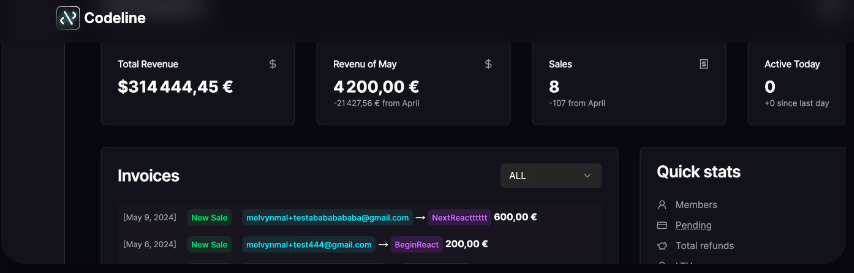 Codeline
Total Revenue
$314 444,45 €
Revenu of May
4 200,00 €
-21 427,56 € from April
Sales
8
-107 from April
Active Today
0
+0 since last day
Invoices
ALL
[May 9, 2024] New Sale melvynmal+testabababababa@gmail.com → NextReactttttt 600,00 €
[May 6, 2024] New Sale melvynmal+test444@gmail.com → BeginReact 200,00 €
Quick stats
Members
Pending
Total refunds